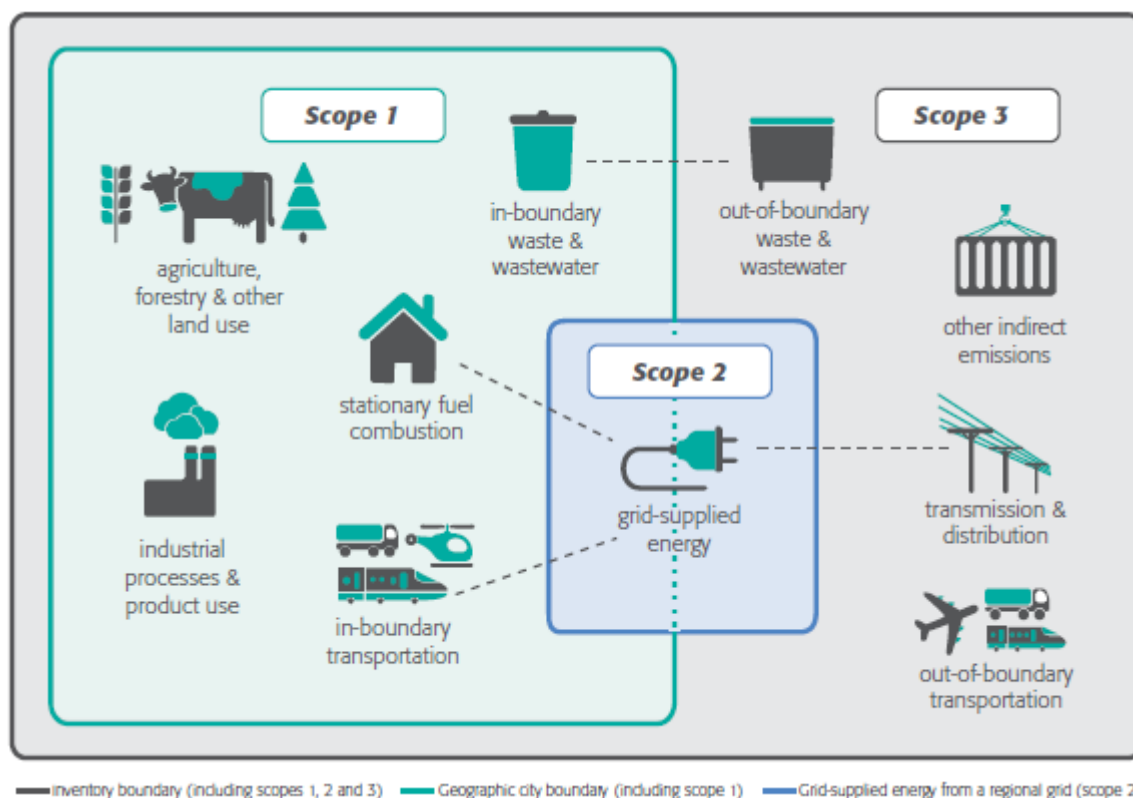 Scope 1
Scope 3
in-boundary
waste &
wastewater
out-of-boundary
waste &
wastewater
agriculture,
forestry & other
land use
other indirect
emissions
Scope 2
stationary fuel
combustion
grid-supplied
energy
transmission &
distribution
industrial
processes &
product use
in-boundary
transportation
out-of-boundary
transportation
Inventory boundary (including scopes 1, 2 and 3) Geographic city boundary (including scope 1) Grid-supplied energy from a regional grid (scope 2